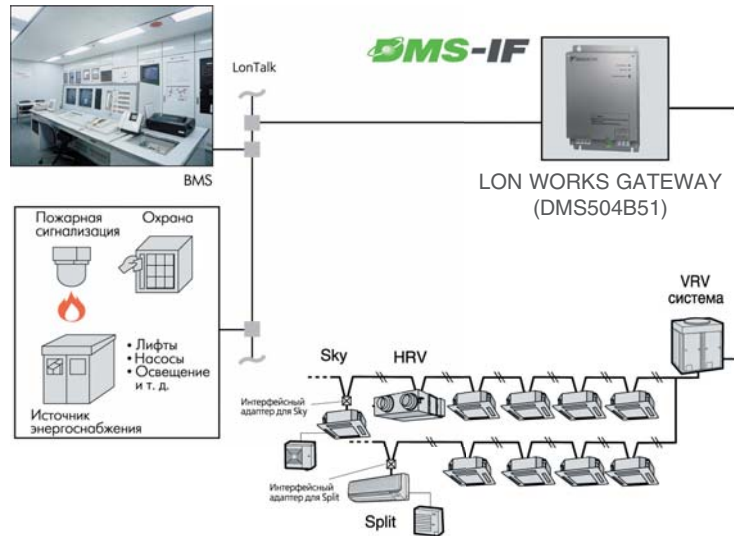 LonTalk
DMS-IF
BMS
LON WORKS GATEWAY
(DMS504B51)
Пожарная
сигнализация
Охрана
• Лифты
• Насосы
• Освещение
и т. д.
Источник
энергоснабжения
VRV
система
Sky
HRV
Интерфейсный
адаптер для Sky
Интерфейсный
адаптер для Split
Split